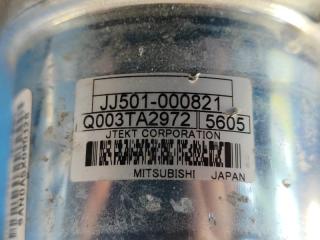 JJ501-000821
Q003TA2972 5605
JTEKT CORPORATION
MITSUBISHI JAPAN